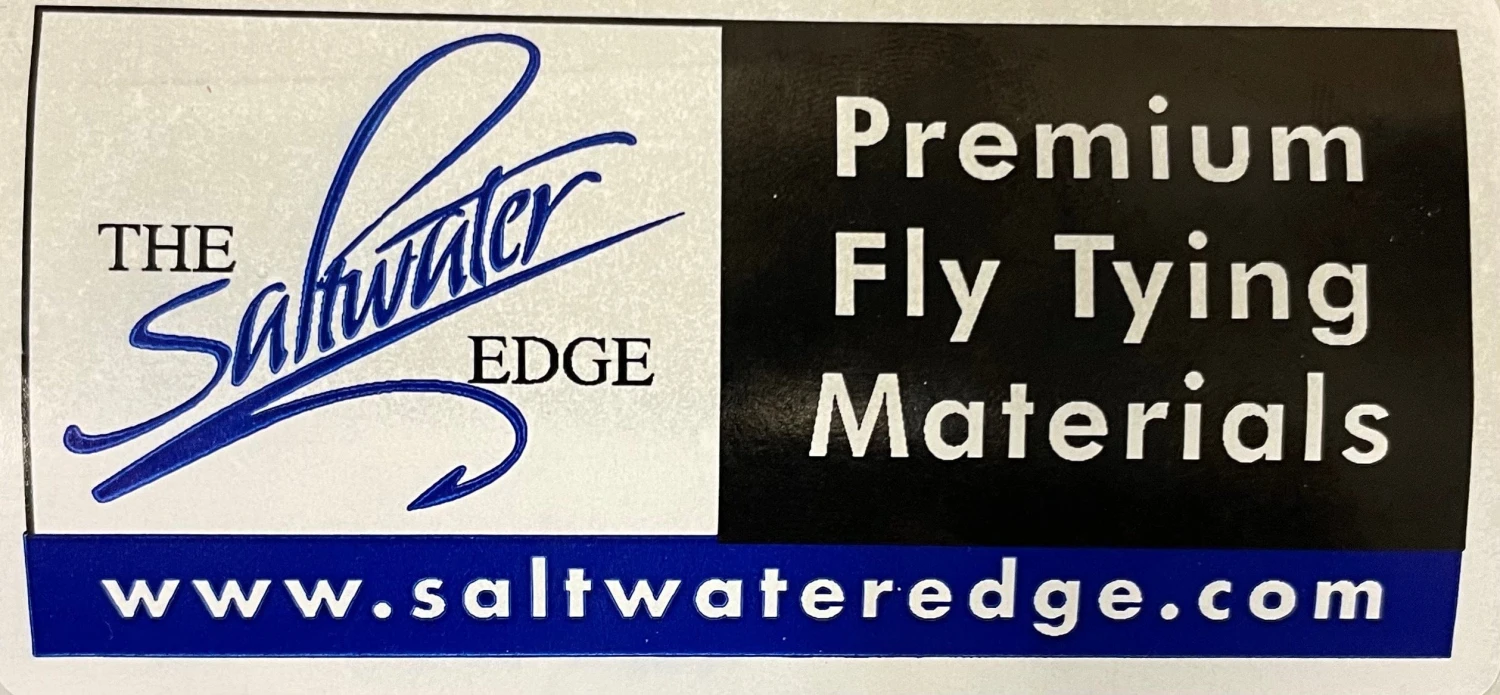 THE
Saltwater
EDGE
Premium
Fly Tying
Materials
www.saltwateredge.com